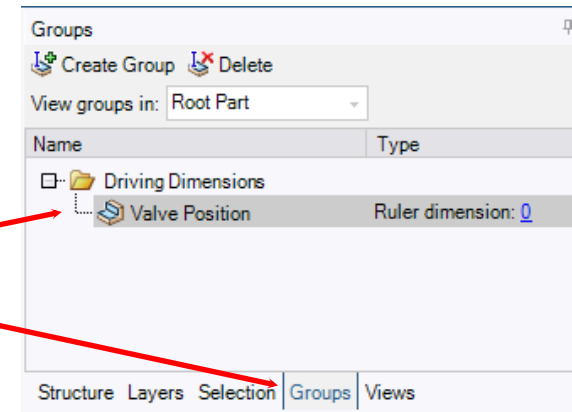 Groups
Create Group Delete
View groups in: Root Part
Name Type
Driving Dimensions
Valve Position Ruler dimension: 0
Structure Layers Selection Groups Views